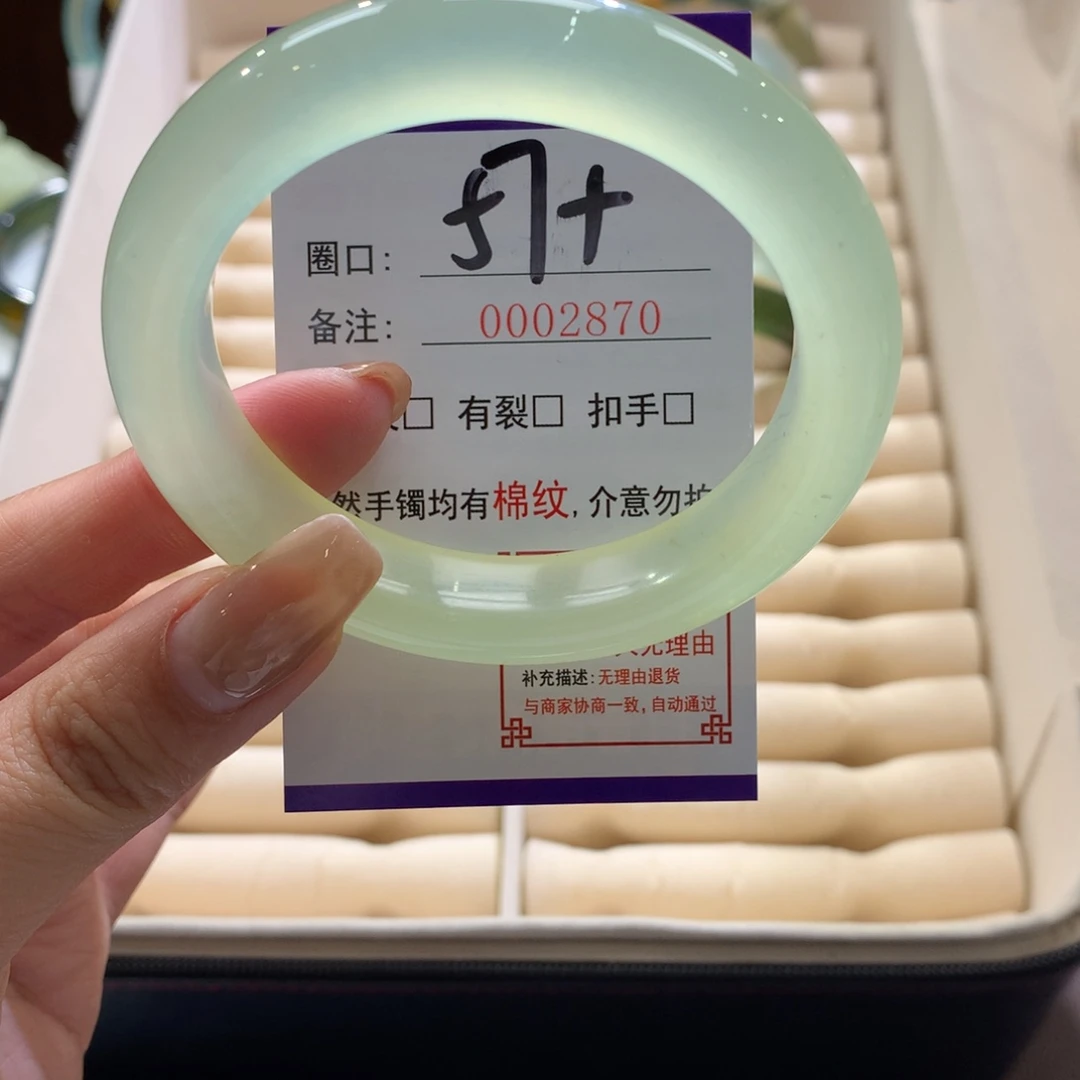 圈口: 57+
备注: 0002870
□ 有裂□ 扣手□
然手镯均有棉纹, 介意勿拍
无理由
补充描述:无理由退货
与商家协商一致, 自动通过